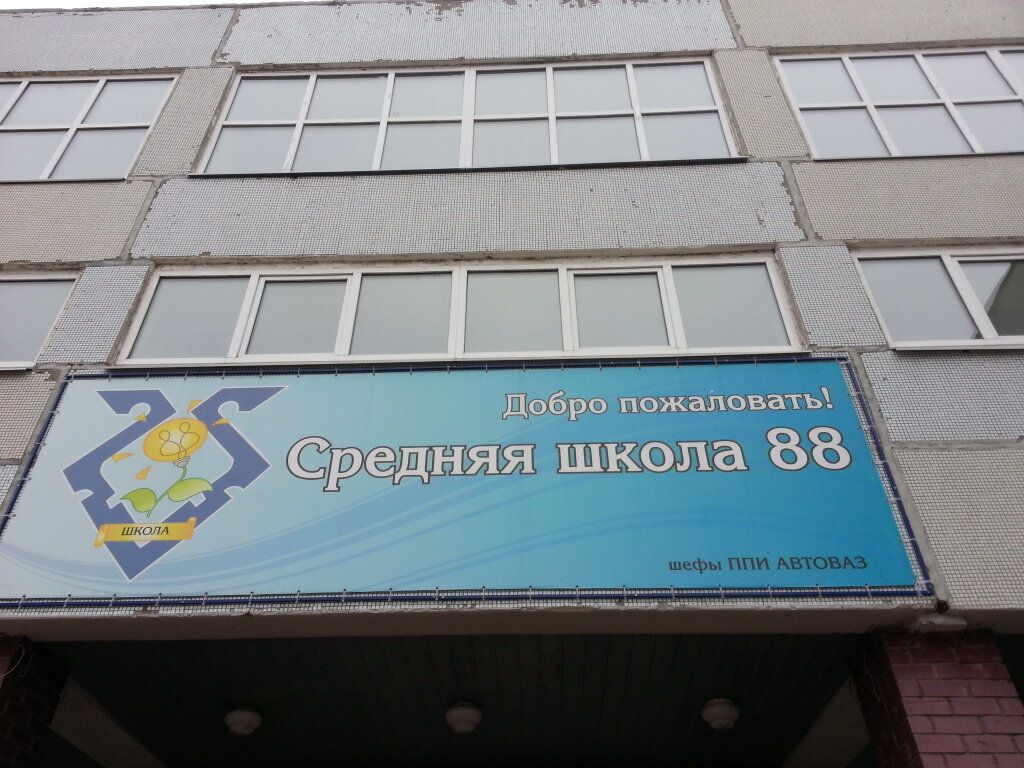 Добро пожаловать!
Средняя школа 88
ШКОЛА
шефы ППИ АВТОВАЗ